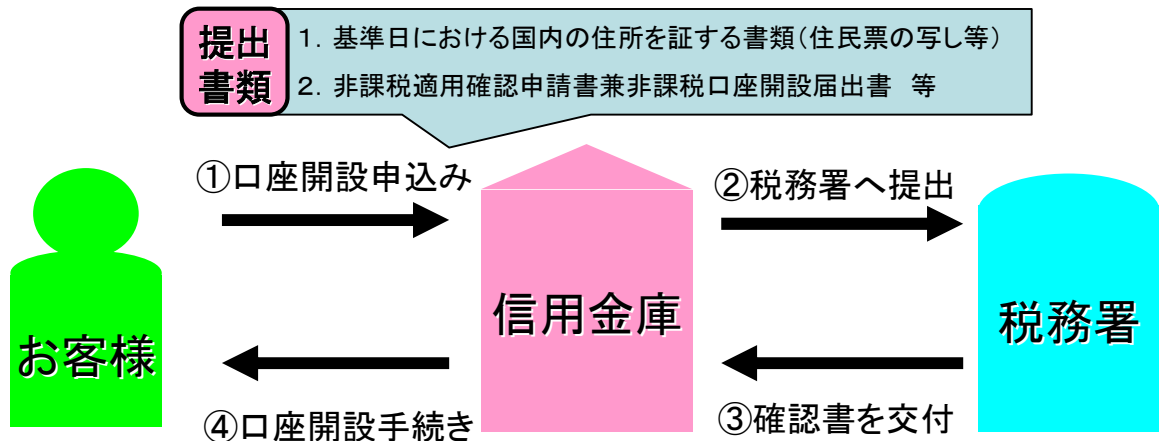 提出
書類
1．基準日における国内の住所を証する書類（住民票の写し等）
2．非課税適用確認申請書兼非課税口座開設届出書　等
①口座開設申込み
②税務署へ提出
お客様
信用金庫
税務署
④口座開設手続き
③確認書を交付